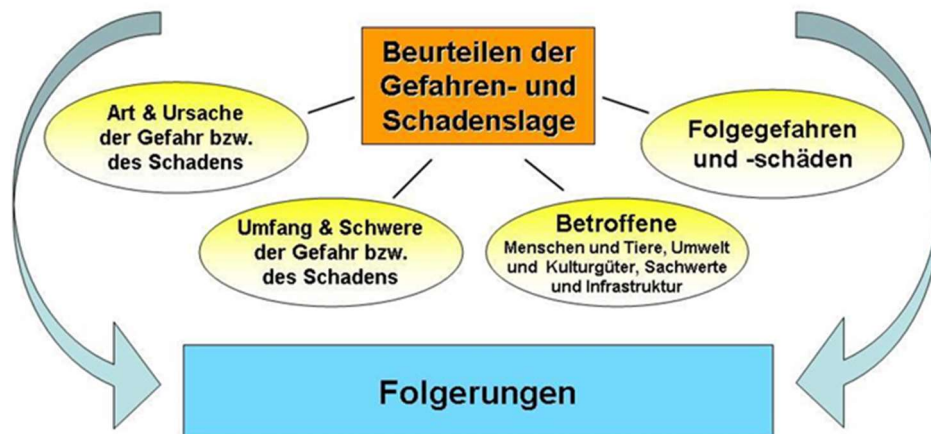 Beurteilen der
Gefahren- und
Schadenslage
Art & Ursache
der Gefahr bzw.
des Schadens
Umfang & Schwere
der Gefahr bzw.
des Schadens
Betroffene
Menschen und Tiere, Umwelt
und Kulturgüter, Sachwerte
und Infrastruktur
Folgegefahren
und -schäden
Folgerungen